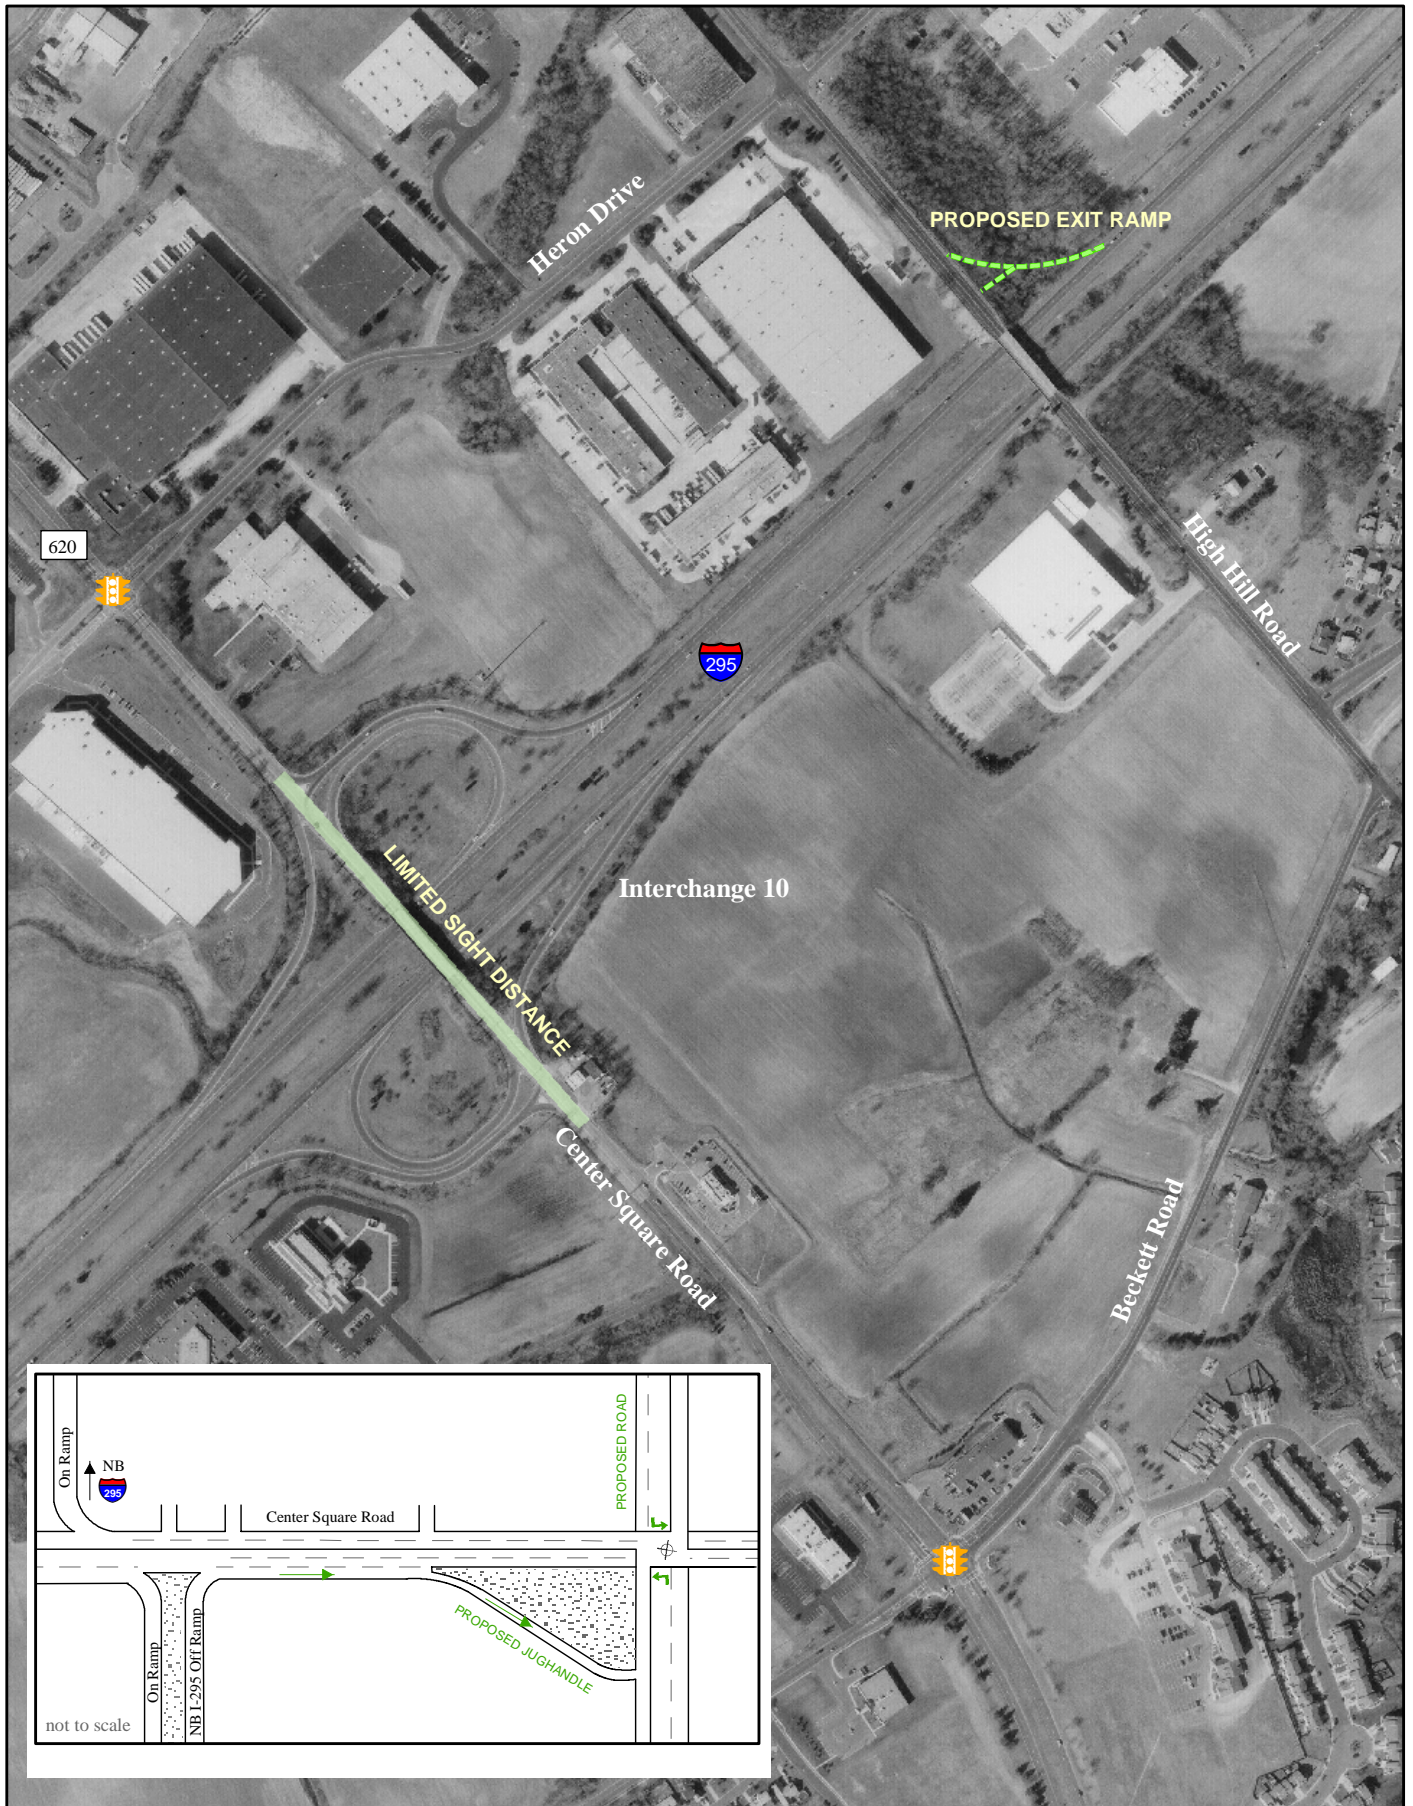 Heron Drive
PROPOSED EXIT RAMP
620
High Hill Road
295
LIMITED SIGHT DISTANCE
Interchange 10
Center Square Road
Beckett Road
On Ramp
NB
295
Center Square Road
PROPOSED ROAD
On Ramp
NB I-295 Off Ramp
PROPOSED JUGHANDLE
not to scale